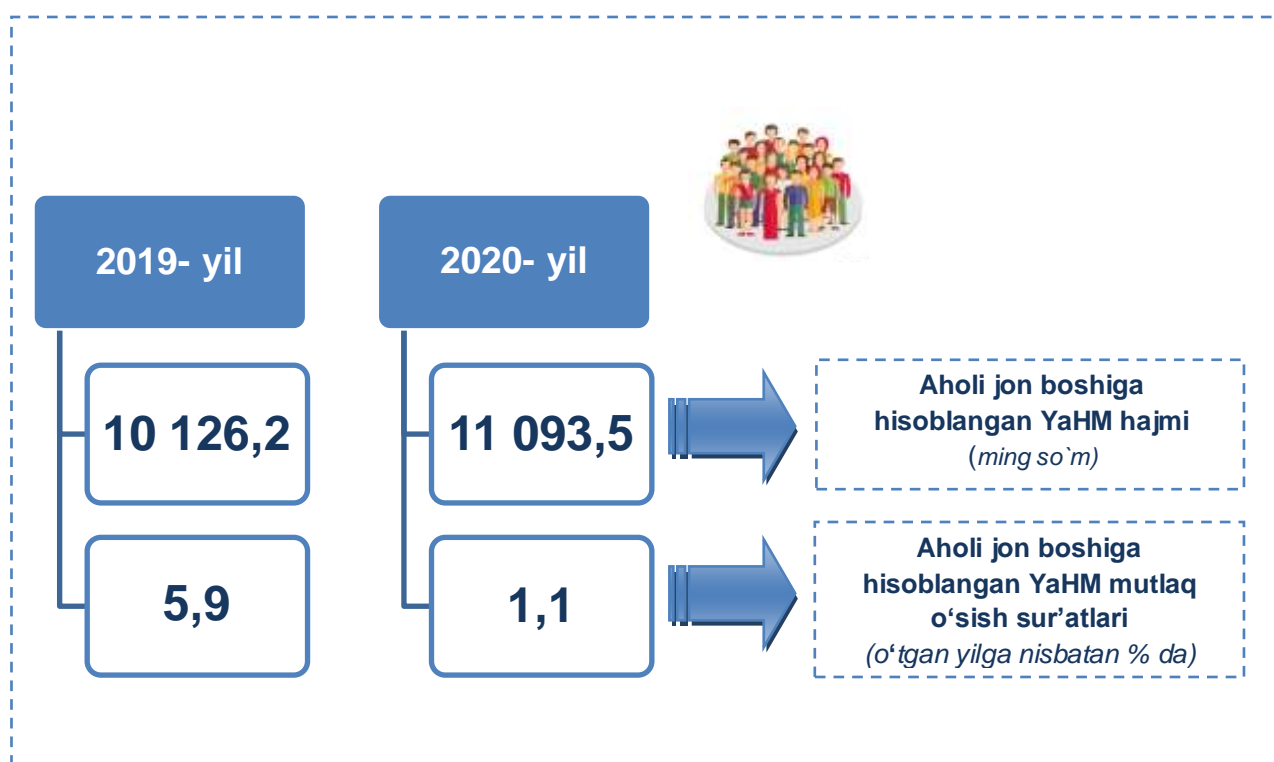 2019- yil
2020- yil
10 126,2
11 093,5
Aholi jon boshiga
hisoblangan YaHM hajmi
(ming so`m)
5,9
1,1
Aholi jon boshiga
hisoblangan YaHM mutlaq
o‘sish sur’atlari
(o‘tgan yilga nisbatan % da)